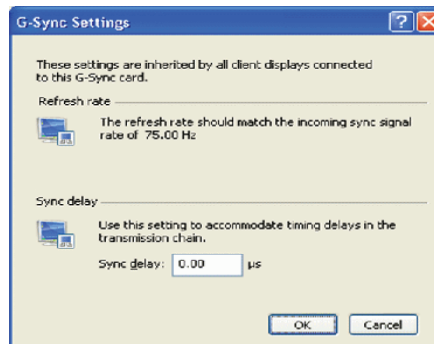 G-Sync Settings
These settings are inherited by all client displays connected
to this G-Sync card.
Refresh rate
The refresh rate should match the incoming sync signal
rate of 75.00 Hz
Sync delay
Use this setting to accommodate timing delays in the
transmission chain.
Sync delay: 0.00 µs
OK Cancel